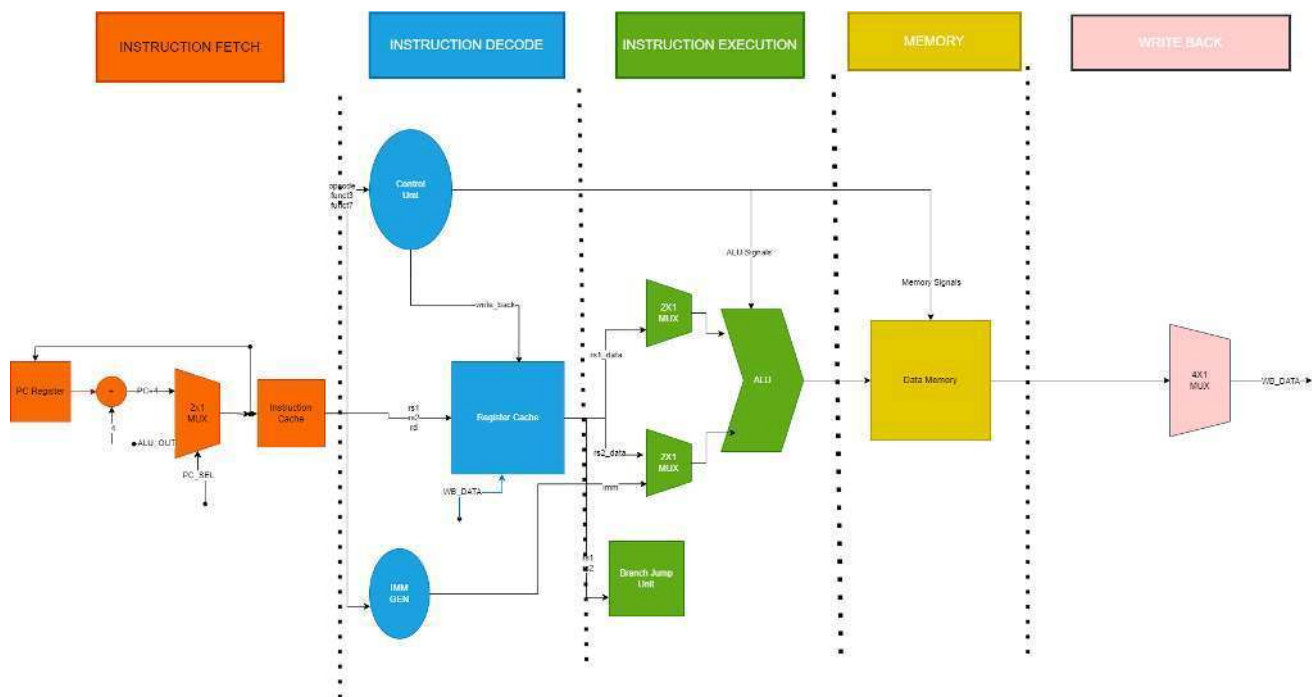 INSTRUCTION FETCH
INSTRUCTION DECODE
INSTRUCTION EXECUTION
MEMORY
WRITE BACK
opcode
funct3
funct7
Control
Unit
ALU Signals
Memory Signals
write_back
2X1
MUX
rs1_data
PC Register
+
PC+4
4
2x1
MUX
ALU_OUT
PC_SEL
Instruction
Cache
rs1
rs2
rd
Register Cache
WB_DATA
ALU
Data Memory
4X1
MUX
WB_DATA
rs2_data
2X1
MUX
imm
IMM
GEN
rs1
rs2
Branch Jump
Unit